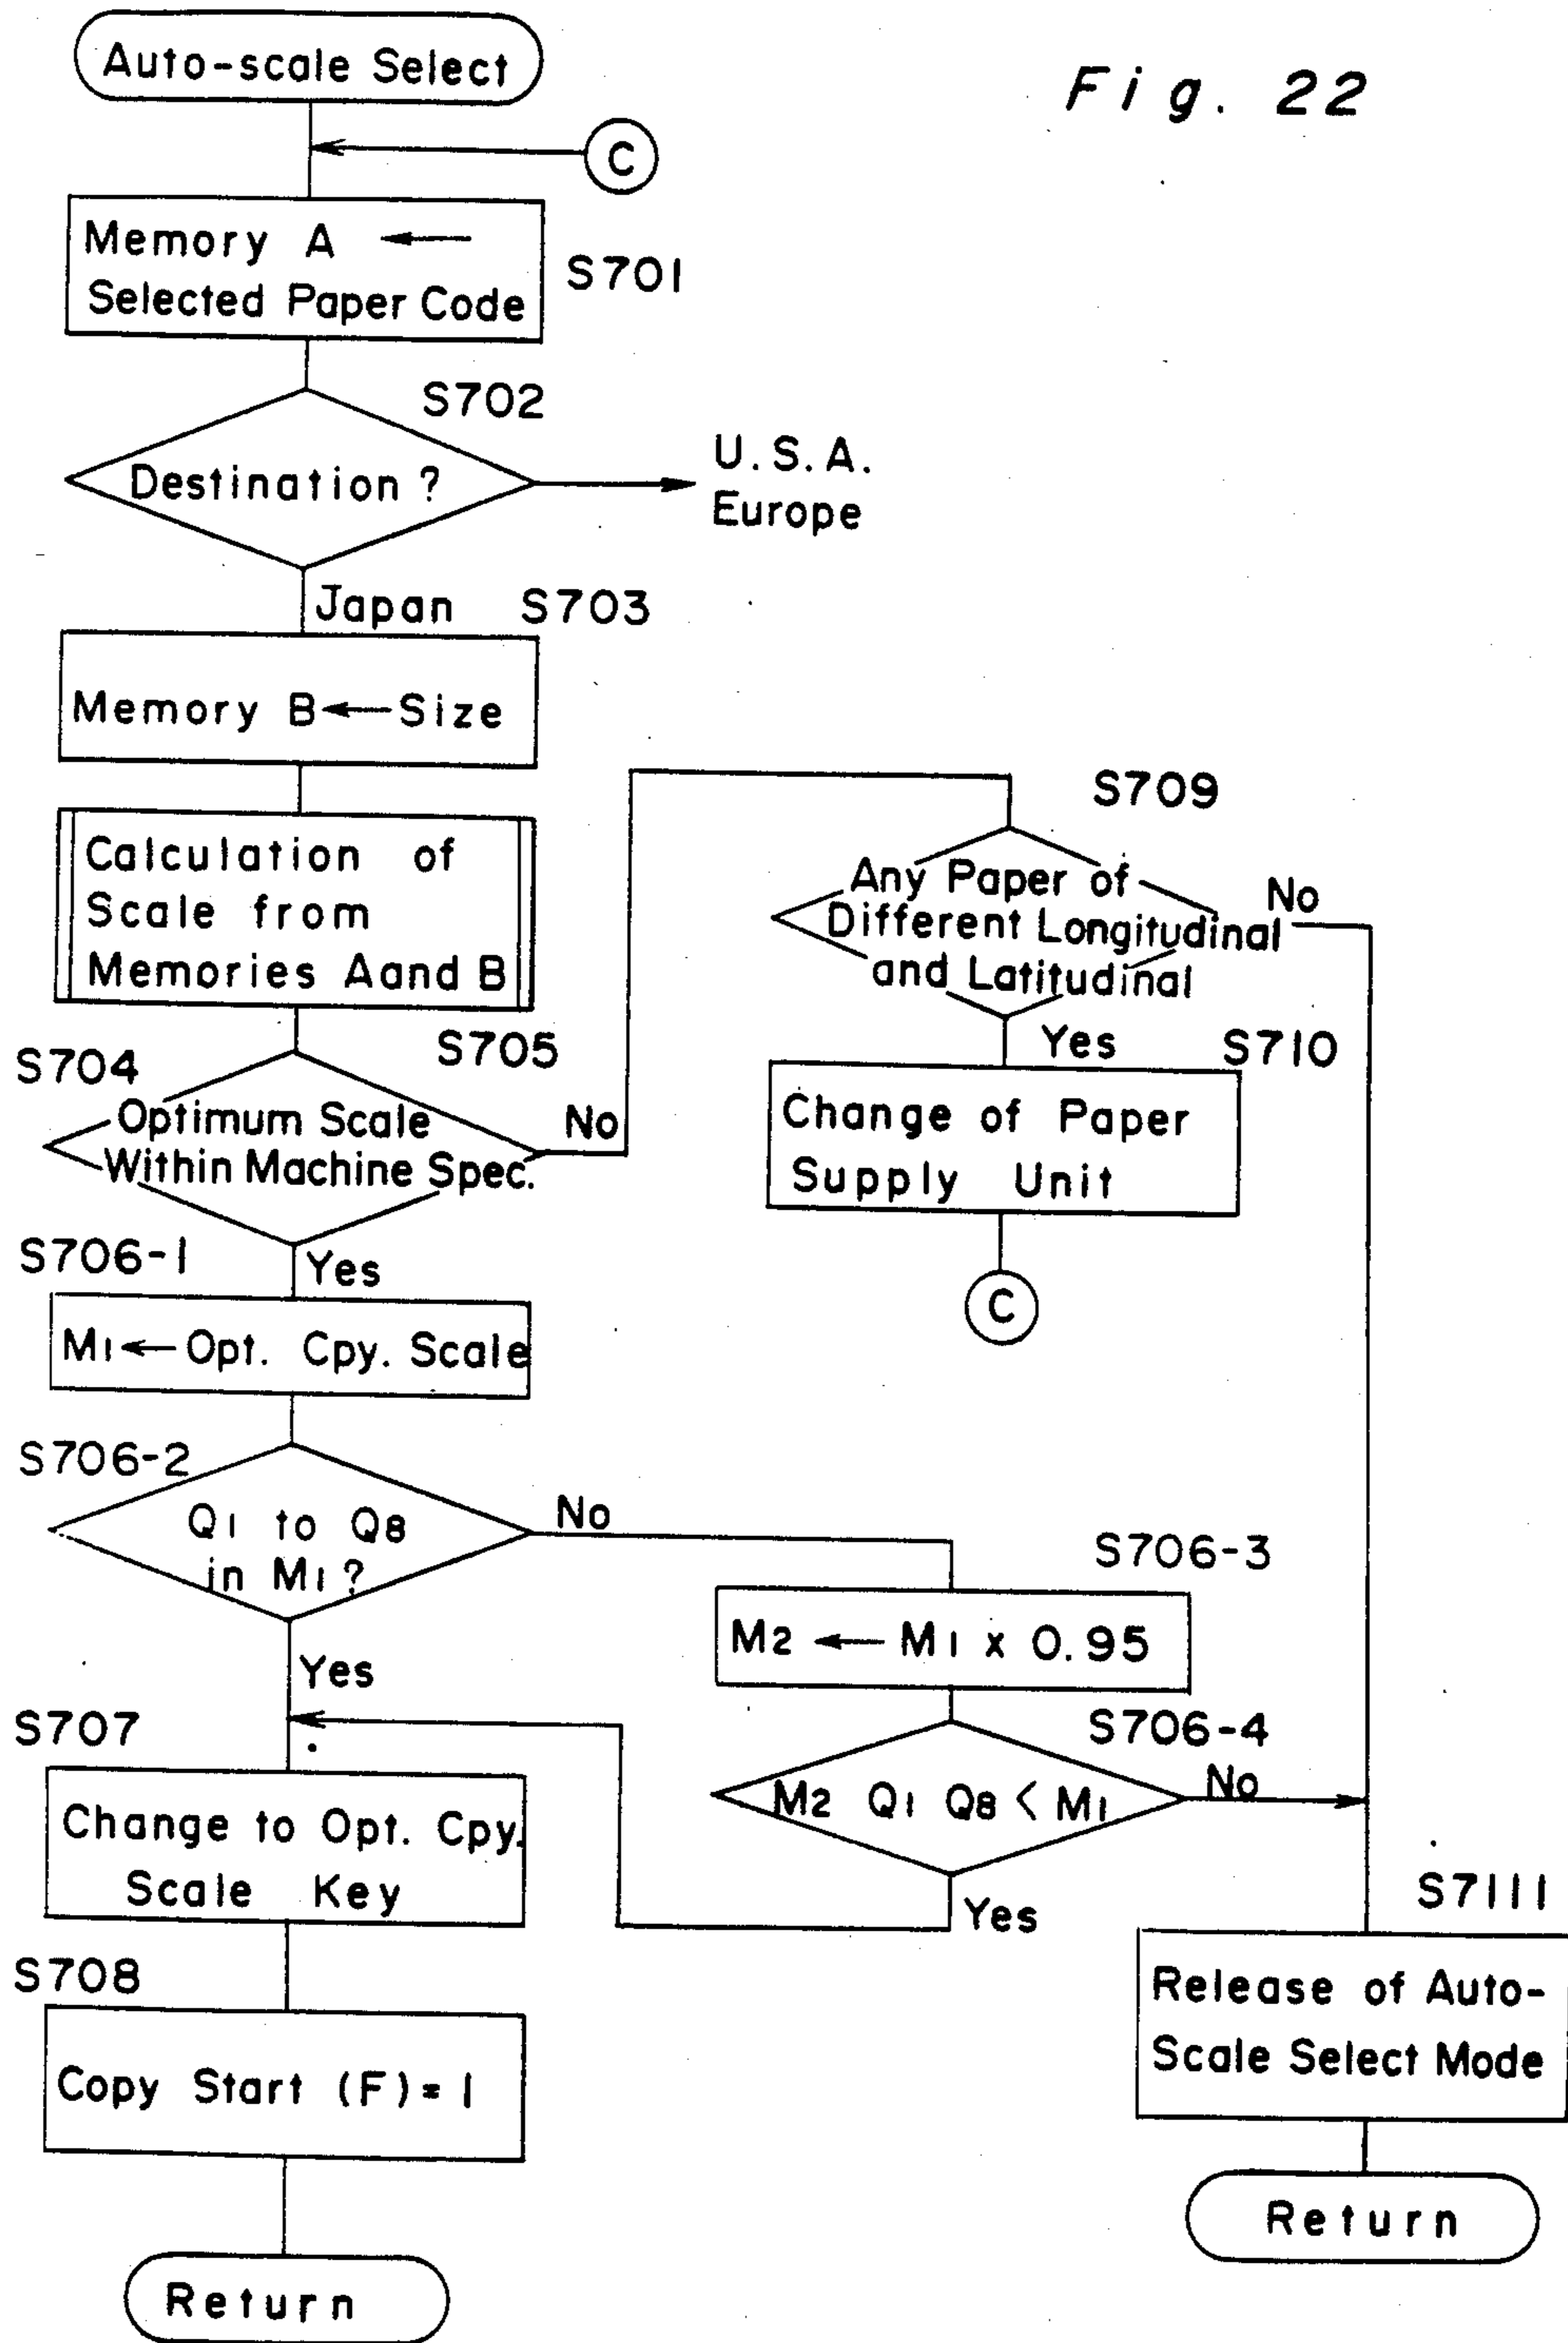 Fig. 22
Auto-scale Select
C
Memory A ←
Selected Paper Code
S701
S702
Destination ?
U.S.A.
Europe
Japan
S703
Memory B←Size
Calculation of
Scale from
Memories A and B
S704
S705
Optimum Scale
Within Machine Spec.
No
Yes
S709
Any Paper of
Different Longitudinal
and Latitudinal
No
Yes
S710
Change of Paper
Supply Unit
C
S706-1
M1←Opt. Cpy. Scale
S706-2
Q1 to Q8
in M1?
No
Yes
S706-3
M2 ← M1 x 0.95
S706-4
M2 Q1 Q8 < M1
No
Yes
S707
Change to Opt. Cpy.
Scale Key
S708
Copy Start (F)=1
Return
S7111
Release of Auto-
Scale Select Mode
Return